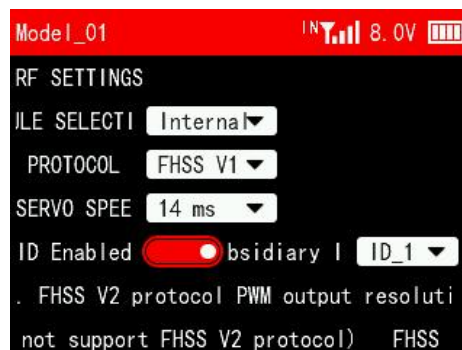 Model_01 IN 8.0V
RF SETTINGS
ULE SELECTI Internal
PROTOCOL FHSS V1
SERVO SPEE 14 ms
ID Enabled bsidiary I ID_1
. FHSS V2 protocol PWM output resoluti
not support FHSS V2 protocol) FHSS